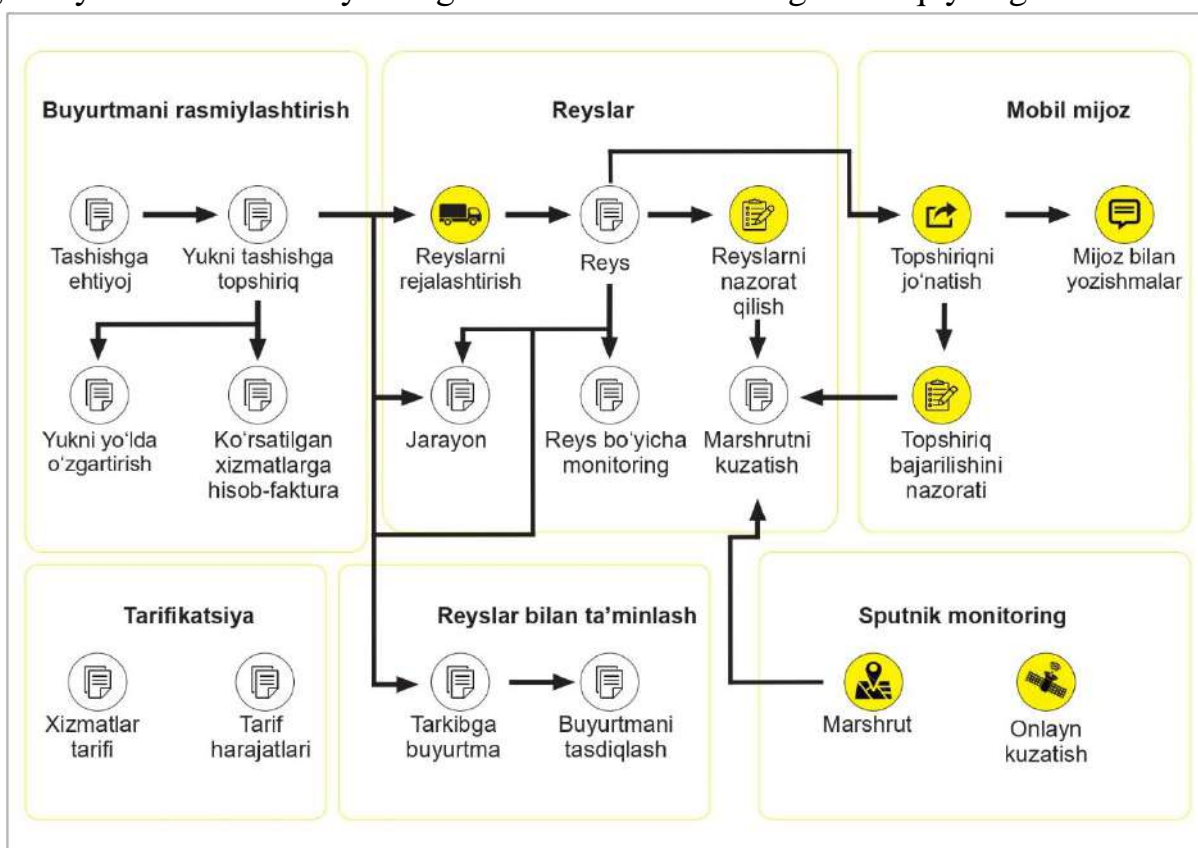 Buyurtmani rasmiylashtirish
Tashishga
ehtiyoj
Yukni tashishga
topshiriq
Yukni yo‘lda
o‘zgartirish
Ko‘rsatilgan
xizmatlarga
hisob-faktura
Reyslar
Reyslarni
rejalashtirish
Reys
Reyslarni
nazorat
qilish
Jarayon
Reys bo‘yicha
monitoring
Marshrutni
kuzatish
Mobil mijoz
Topshiriqni
jo‘natish
Mijoz bilan
yozishmalar
Topshiriq
bajarilishini
nazorati
Tarifikatsiya
Xizmatlar
tarifi
Tarif
harajatlari
Reyslar bilan ta’minlash
Tarkibga
buyurtma
Buyurtmani
tasdiqlash
Sputnik monitoring
Marshrut
Onlayn
kuzatish